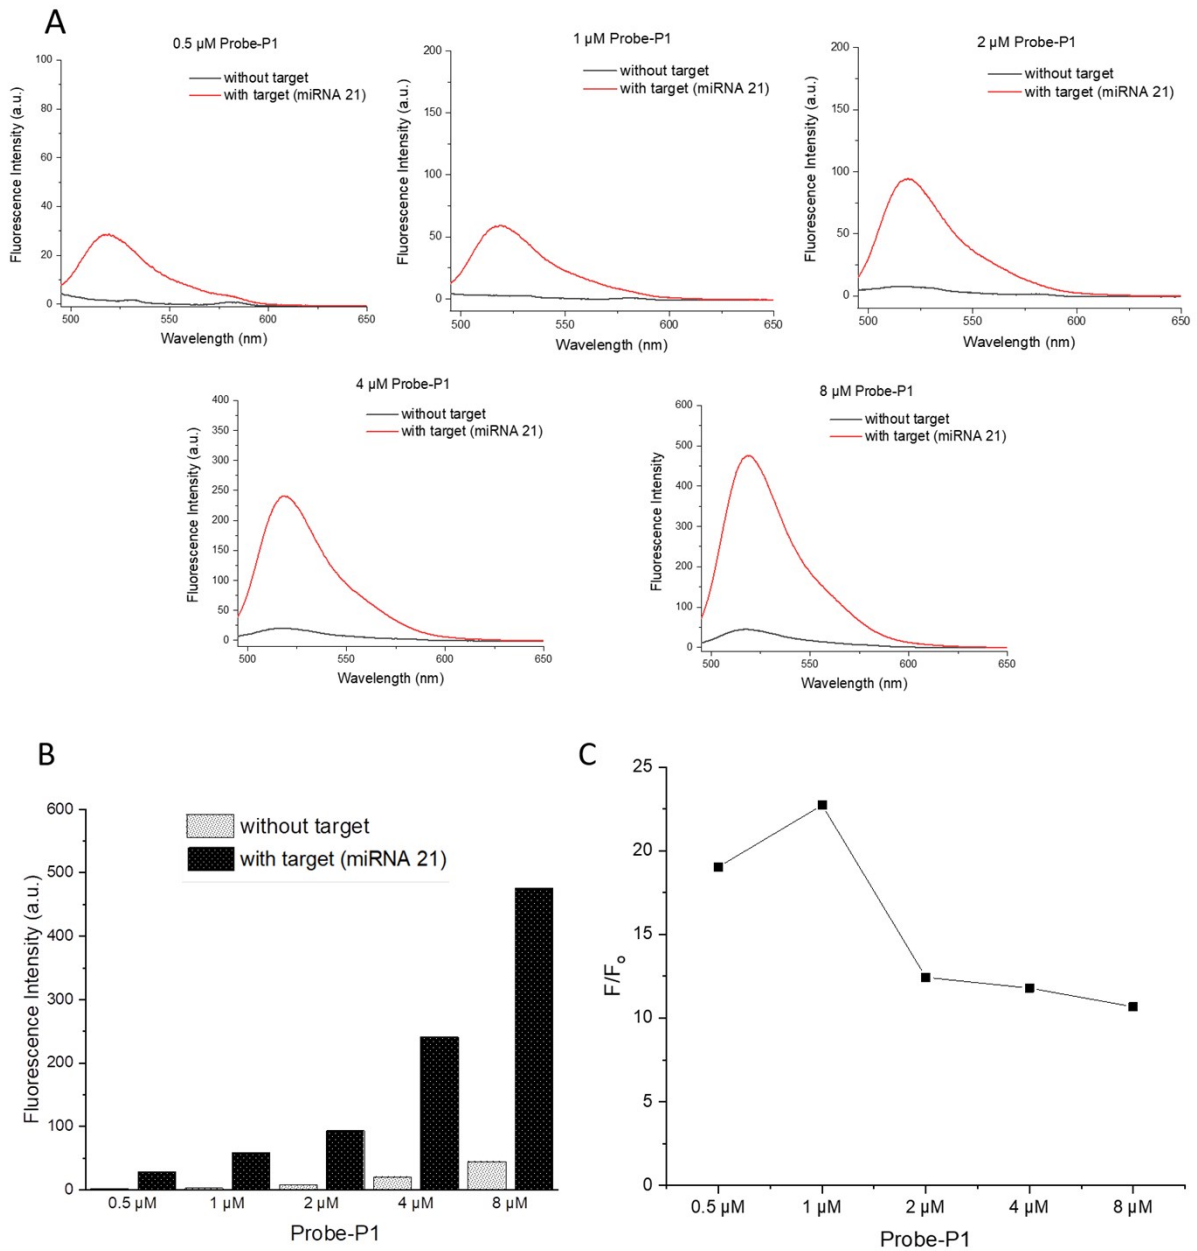 A
0.5 µM Probe-P1
without target
with target (miRNA 21)
Fluorescence Intensity (a.u.)
100
80
60
40
20
0
500 550 600 650
Wavelength (nm)
1 µM Probe-P1
without target
with target (miRNA 21)
Fluorescence Intensity (a.u.)
200
150
100
50
0
500 550 600 650
Wavelength (nm)
2 µM Probe-P1
without target
with target (miRNA 21)
Fluorescence Intensity (a.u.)
200
150
100
50
0
500 550 600 650
Wavelength (nm)
4 µM Probe-P1
without target
with target (miRNA 21)
Fluorescence Intensity (a.u.)
400
350
300
250
200
150
100
50
0
500 550 600 650
Wavelength (nm)
8 µM Probe-P1
without target
with target (miRNA 21)
Fluorescence Intensity
600
500
400
300
200
100
0
500 550 600 650
Wavelength (nm)
B
without target
with target (miRNA 21)
Fluorescence Intensity (a.u.)
600
500
400
300
200
100
0
0.5 µM 1 µM 2 µM 4 µM 8 µM
Probe-P1
C
F/Fo
25
20
15
10
5
0
0.5 µM 1 µM 2 µM 4 µM 8 µM
Probe-P1